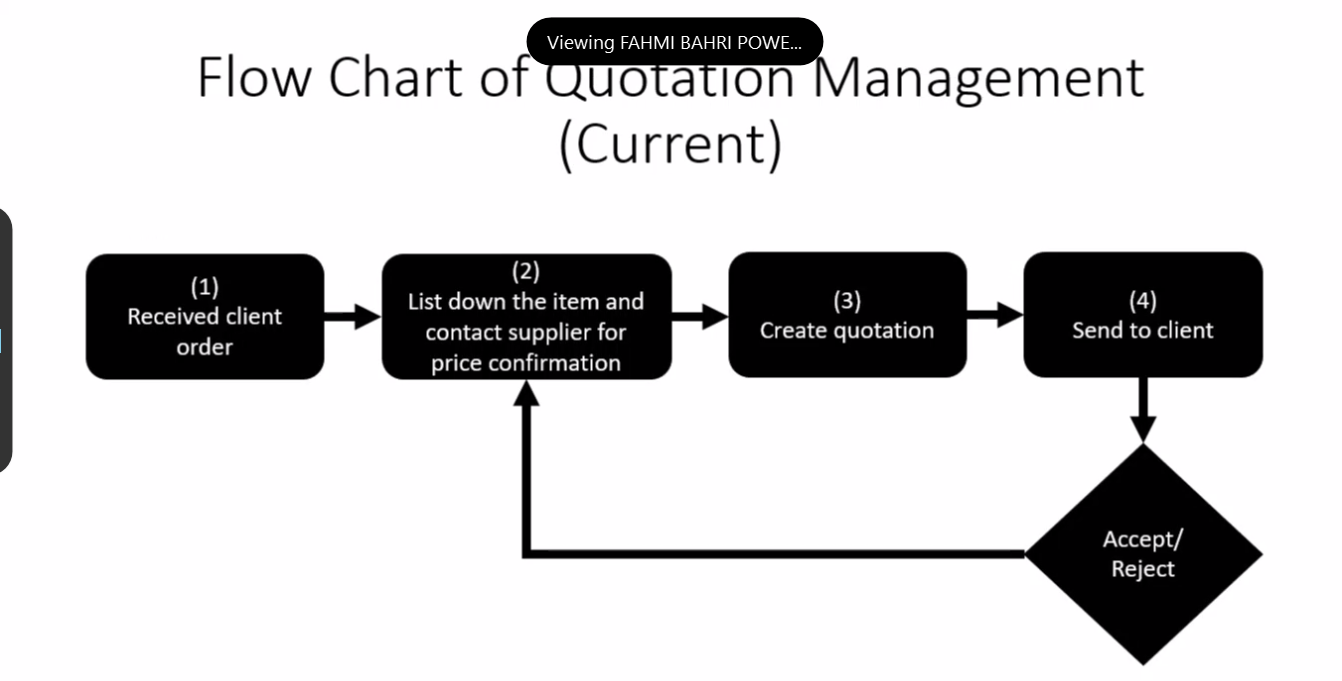 Viewing FAHMI BAHRI POWE...
Flow Chart of Quotation Management
(Current)
(1)
Received client
order
(2)
List down the item and
contact supplier for
price confirmation
(3)
Create quotation
(4)
Send to client
Accept/
Reject